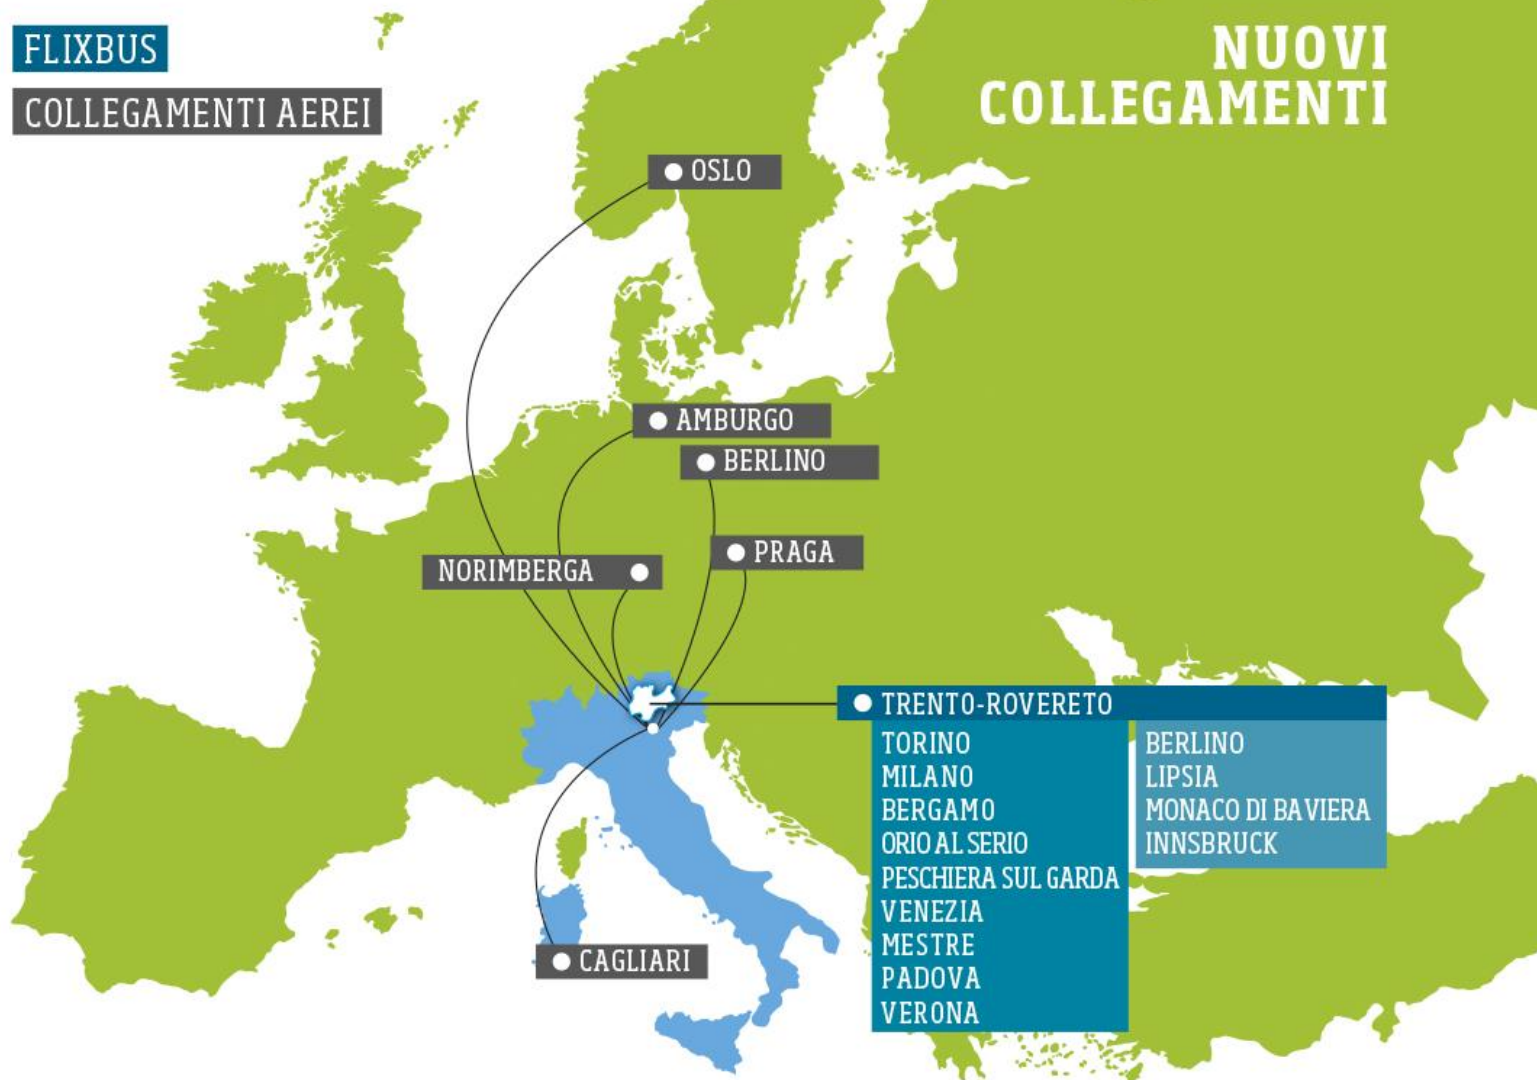 FLIXBUS
COLLEGAMENTI AEREI
NUOVI
COLLEGAMENTI
OSLO
AMBURGO
BERLINO
PRAGA
NORIMBERGA
TRENTO-ROVERETO
TORINO
MILANO
BERGAMO
ORIO AL SERIO
PESCHIERA SUL GARDA
VENEZIA
MESTRE
PADOVA
VERONA
BERLINO
LIPSIA
MONACO DI BAVIERA
INNSBRUCK
CAGLIARI